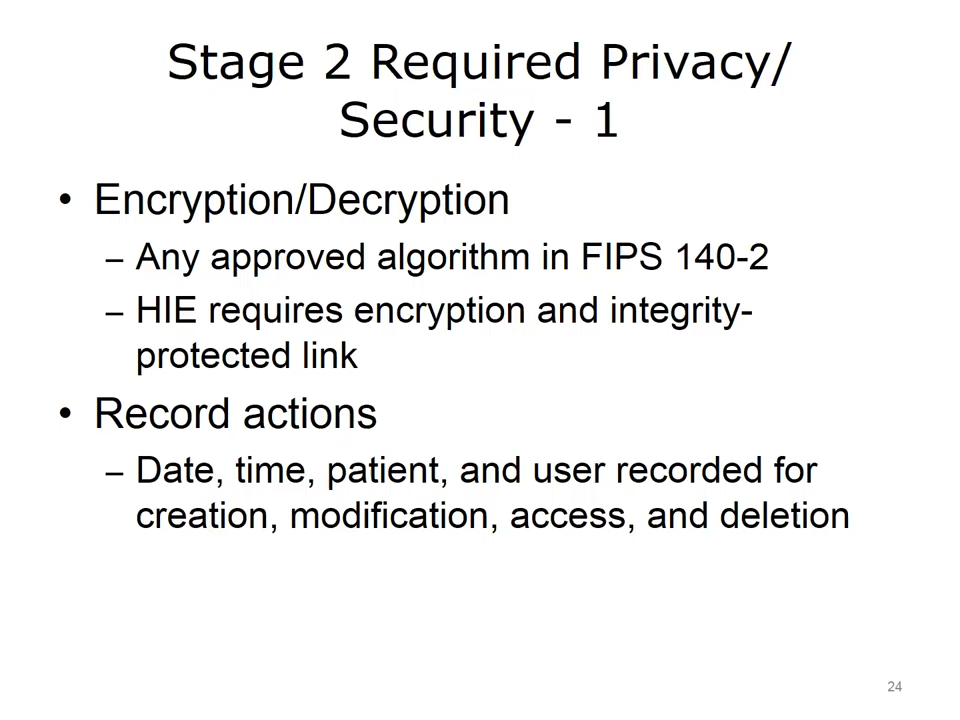 Stage 2 Required Privacy/
Security - 1
• Encryption/Decryption
– Any approved algorithm in FIPS 140-2
– HIE requires encryption and integrity-
protected link
• Record actions
– Date, time, patient, and user recorded for
creation, modification, access, and deletion
24